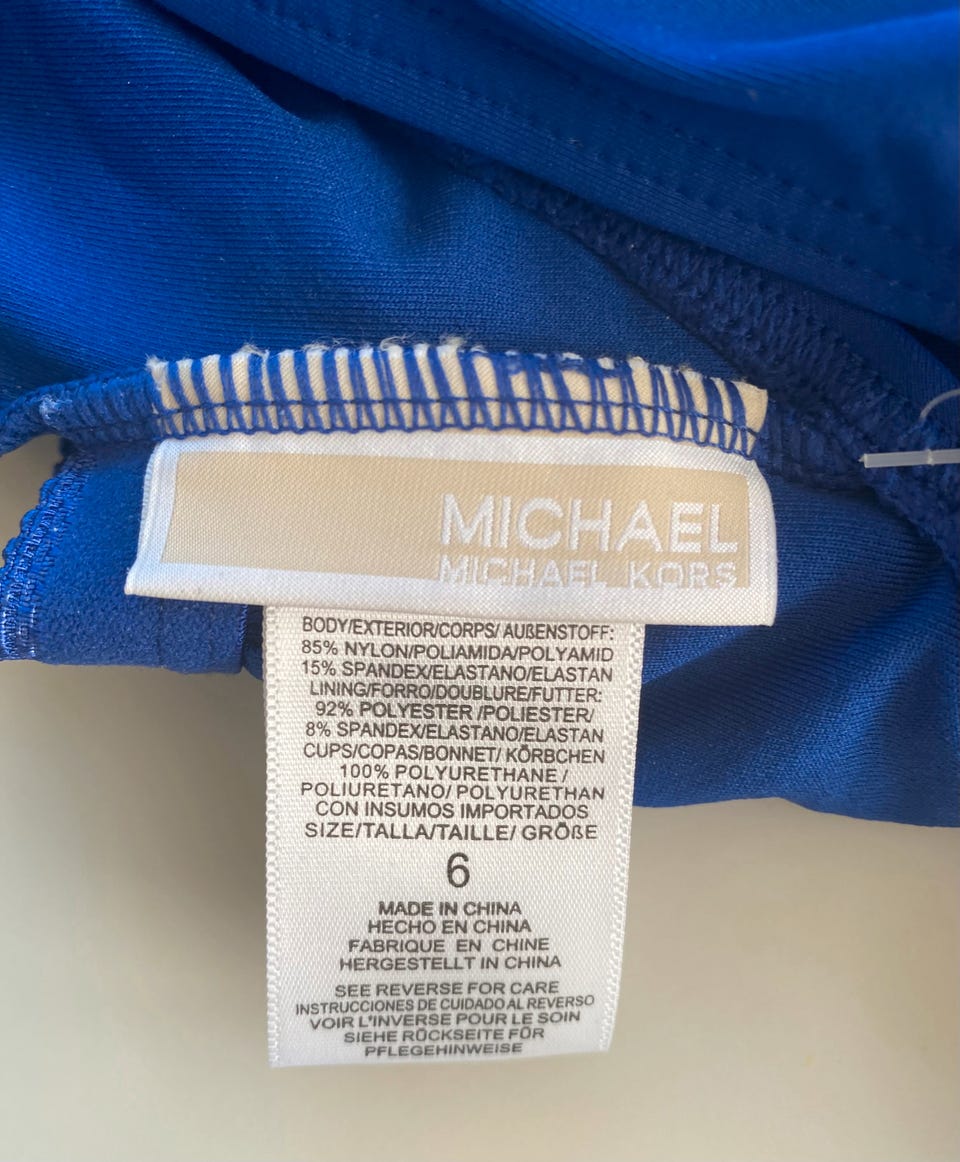 MICHAEL
MICHAEL KORS
BODY/EXTERIOR/CORPS/ AUßENSTOFF:
85% NYLON/POLIAMIDA/POLYAMID
15% SPANDEX/ELASTANO/ELASTAN
LINING/FORRO/DOUBLURE/FUTTER:
92% POLYESTER /POLIESTER/
8% SPANDEX/ELASTANO/ELASTAN
CUPS/COPAS/BONNET/ KÖRBCHEN
100% POLYURETHANE /
POLIURETANO/ POLYURETHAN
CON INSUMOS IMPORTADOS
SIZE/TALLA/TAILLE/ GRÖßE
6
MADE IN CHINA
HECHO EN CHINA
FABRIQUE EN CHINE
HERGESTELLT IN CHINA
SEE REVERSE FOR CARE
INSTRUCCIONES DE CUIDADO AL REVERSO
VOIR L'INVERSE POUR LE SOIN
SIEHE RÜCKSEITE FÜR
PFLEGEHINWEISE